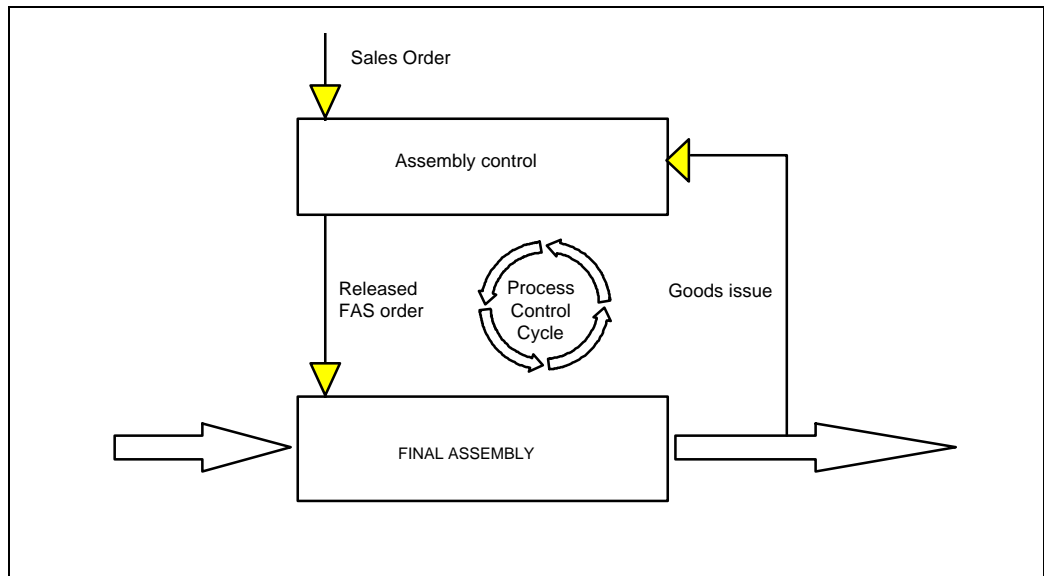 Sales Order
Assembly control
Released
FAS order
Process
Control
Cycle
Goods issue
FINAL ASSEMBLY